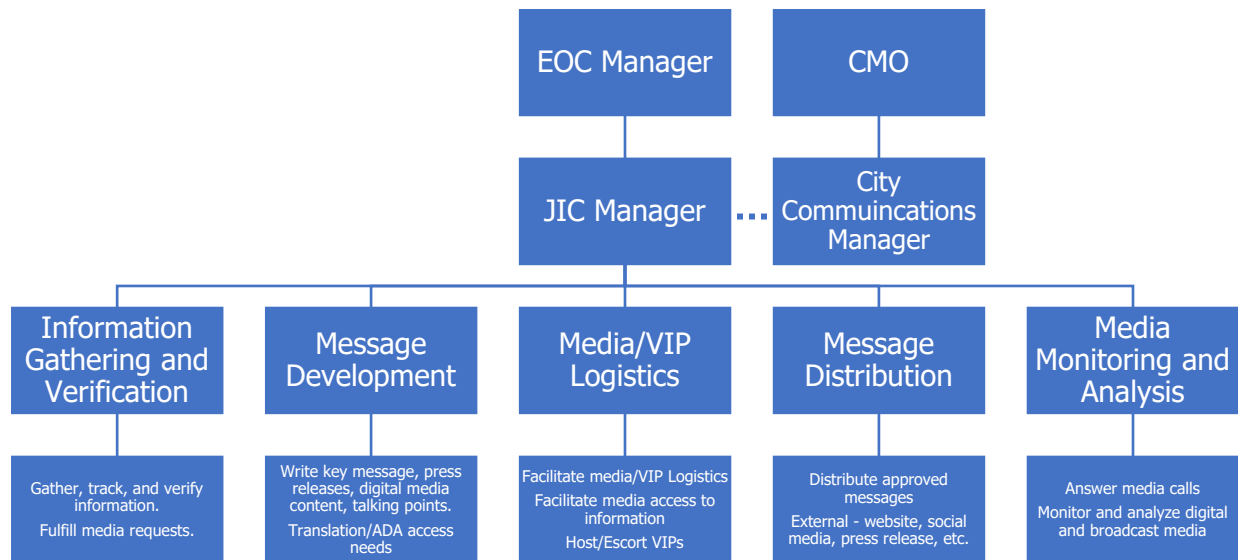 EOC Manager
CMO
JIC Manager
City
Commuincations
Manager
Information
Gathering and
Verification
Message
Development
Media/VIP
Logistics
Message
Distribution
Media
Monitoring and
Analysis
Gather, track, and verify
information.
Fulfill media requests.
Write key message, press
releases, digital media
content, talking points.
Translation/ADA access
needs
Facilitate media/VIP Logistics
Facilitate media access to
information
Host/Escort VIPs
Distribute approved
messages
External - website, social
media, press release, etc.
Answer media calls
Monitor and analyze digital
and broadcast media